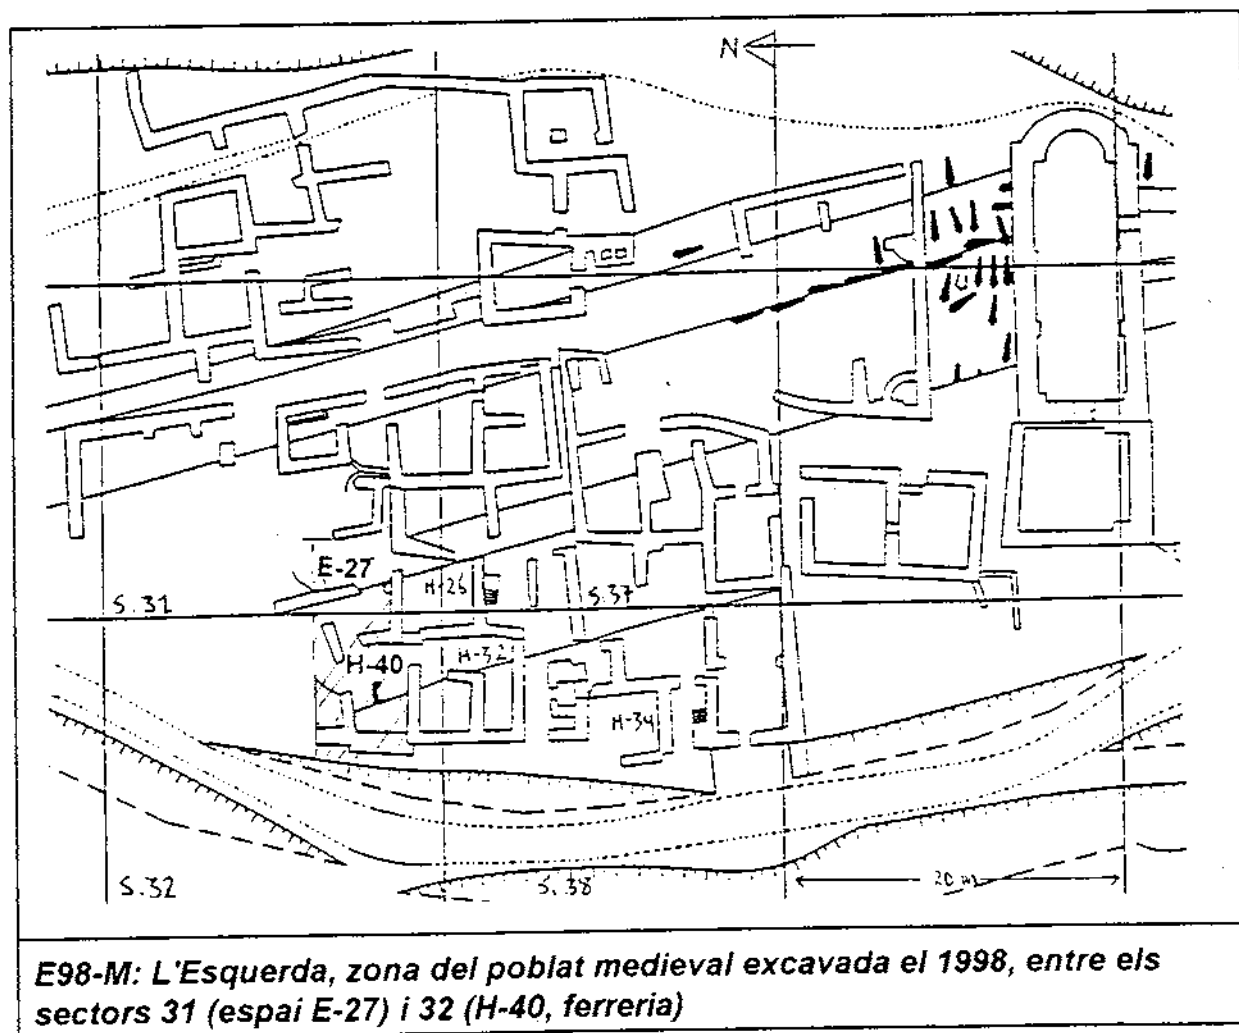 N
E-27
H-26
S.31
S.37
H-40
H-32
H-34
S.32
S.38
20 m
E98-M: L'Esquerda, zona del poblat medieval excavada el 1998, entre els
sectors 31 (espai E-27) i 32 (H-40, ferreria)